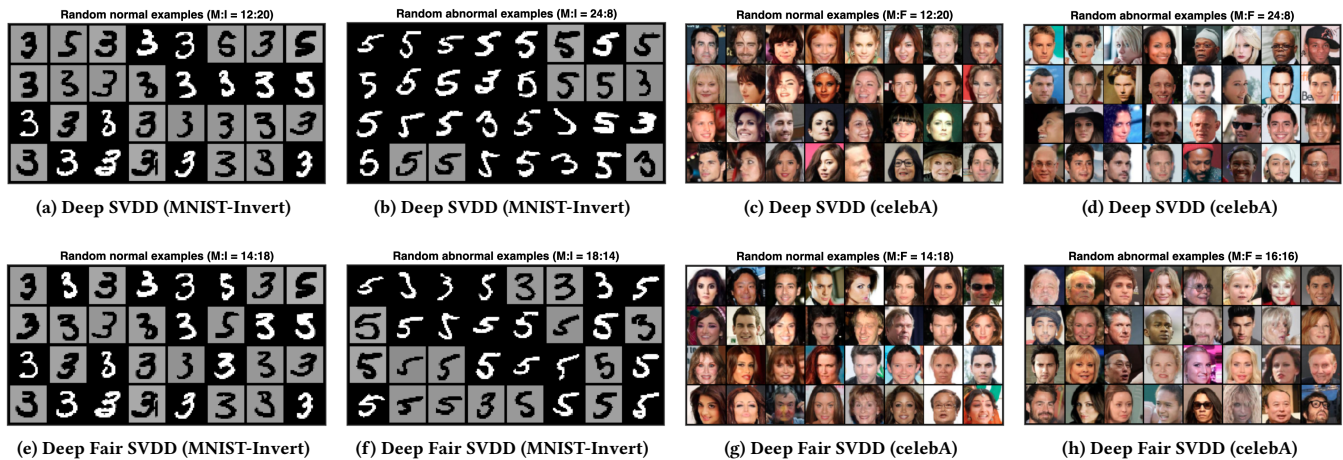 Random normal examples (M:I = 12:20)
Random abnormal examples (M:I = 24:8)
Random normal examples (M:F = 12:20)
Random abnormal examples (M:F = 24:8)
(a) Deep SVDD (MNIST-Invert)
(b) Deep SVDD (MNIST-Invert)
(c) Deep SVDD (celebA)
(d) Deep SVDD (celebA)
Random normal examples (M:I = 14:18)
Random abnormal examples (M:I = 18:14)
Random normal examples (M:F = 14:18)
Random abnormal examples (M:F = 16:16)
(e) Deep Fair SVDD (MNIST-Invert)
(f) Deep Fair SVDD (MNIST-Invert)
(g) Deep Fair SVDD (celebA)
(h) Deep Fair SVDD (celebA)